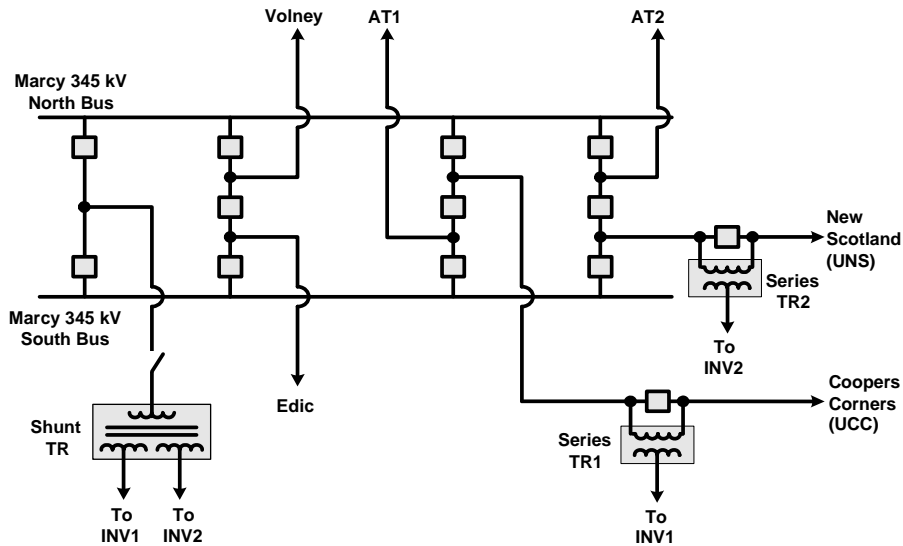 Volney
AT1
AT2
Marcy 345 kV
North Bus
New
Scotland
(UNS)
Series
TR2
Marcy 345 kV
South Bus
To
INV2
Edic
Coopers
Corners
(UCC)
Shunt
TR
Series
TR1
To
INV1
To
INV2
To
INV1